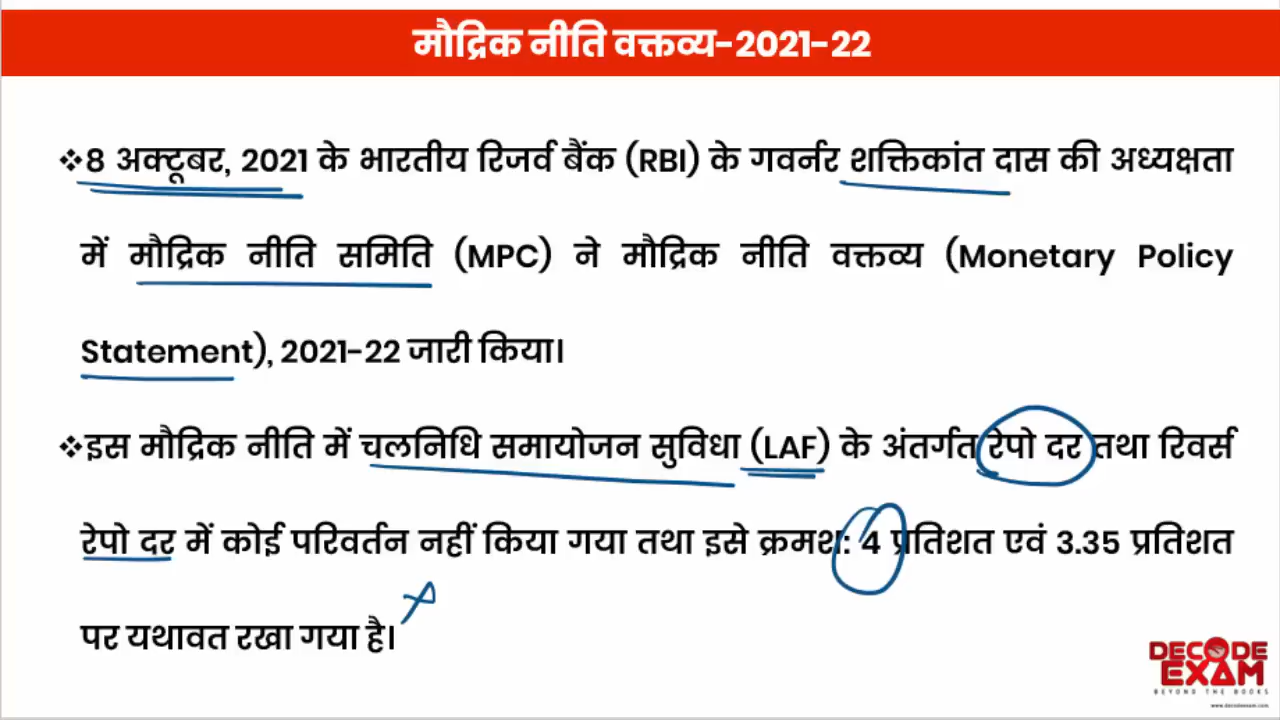 मौद्रिक नीति वक्तव्य-2021-22
❖8 अक्टूबर, 2021 के भारतीय रिजर्व बैंक (RBI) के गवर्नर शक्तिकांत दास की अध्यक्षता
में मौद्रिक नीति समिति (MPC) ने मौद्रिक नीति वक्तव्य (Monetary Policy
Statement), 2021-22 जारी किया।
❖इस मौद्रिक नीति में चलनिधि समायोजन सुविधा (LAF) के अंतर्गत रेपो दर तथा रिवर्स
रेपो दर में कोई परिवर्तन नहीं किया गया तथा इसे क्रमश: 4 प्रतिशत एवं 3.35 प्रतिशत
पर यथावत रखा गया है।
DECODE
EXAM
BEYOND THE BOOKS
www.decodeexam.com